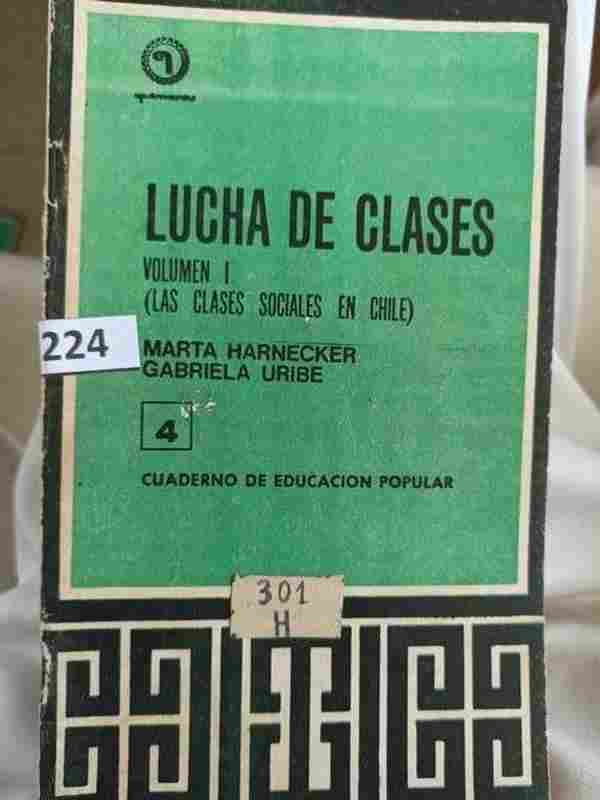 LUCHA DE CLASES
VOLUMEN I
(LAS CLASES SOCIALES EN CHILE)
224
MARTA HARNECKER
GABRIELA URIBE
4
CUADERNO DE EDUCACION POPULAR
301
H